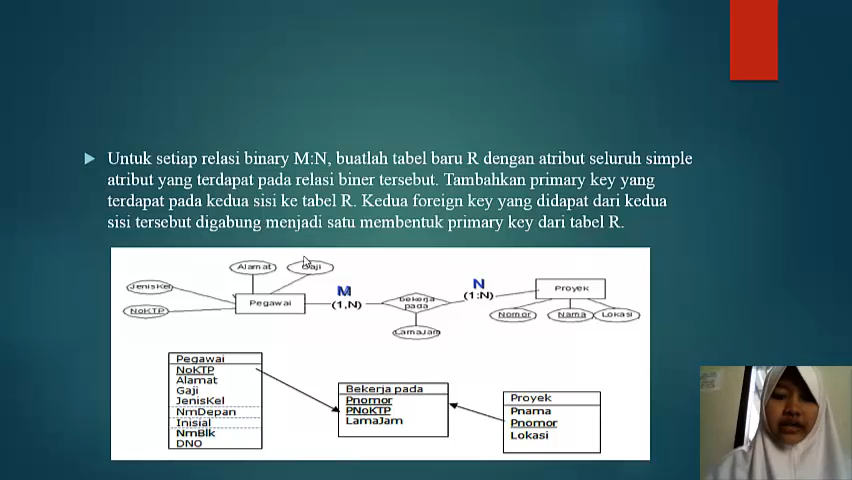 Untuk setiap relasi binary M:N, buatlah tabel baru R dengan atribut seluruh simple
atribut yang terdapat pada relasi biner tersebut. Tambahkan primary key yang
terdapat pada kedua sisi ke tabel R. Kedua foreign key yang didapat dari kedua
sisi tersebut digabung menjadi satu membentuk primary key dari tabel R.
Alamat
Gaji
JenisKel
NoKTP
Pegawai
M
(1,N)
bekerja
pada
LamaJam
N
(1:N)
Proyek
Nomor
Nama
Lokasi
Pegawai
NoKTP
Alamat
Gaji
JenisKel
NmDepan
Inisial
NmBlk
DNO
Bekerja pada
Pnomor
PNoKTP
LamaJam
Proyek
Pnama
Pnomor
Lokasi